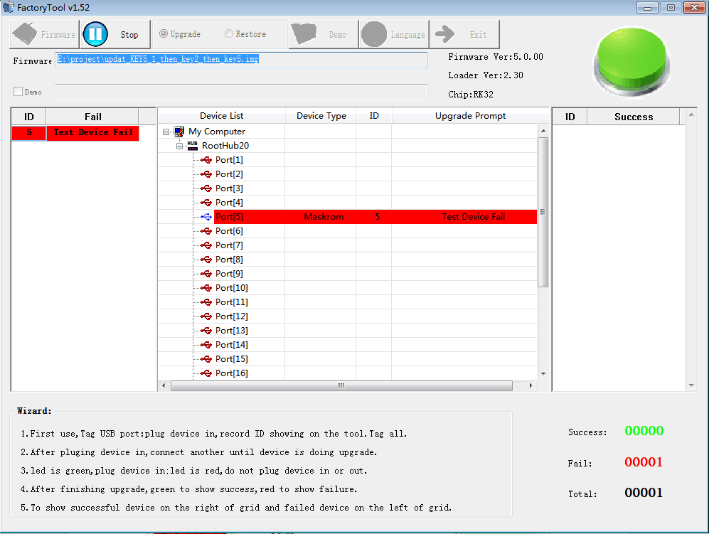 FactoryTool v1.52
Firmware
Stop
Upgrade
Restore
Demo
Language
Exit
Firmware
E:\project\updat_KEY5_1_then_key2_then_key5.img
Demo
Firmware Ver:5.0.00
Loader Ver:2.30
Chip:RK32
ID Fail
5 Test Device Fail
Device List Device Type ID Upgrade Prompt
My Computer
HUB RootHub20
Port[1]
Port[2]
Port[3]
Port[4]
Port[5] Maskrom 5 Test Device Fail
Port[6]
Port[7]
Port[8]
Port[9]
Port[10]
Port[11]
Port[12]
Port[13]
Port[14]
Port[15]
Port[16]
ID Success
Wizard:
1.First use,Tag USB port:plug device in,record ID showing on the tool.Tag all.
2.After pluging device in,connect another until device is doing upgrade.
3.led is green,plug device in;led is red,do not plug device in or out.
4.After finishing upgrade,green to show success,red to show failure.
5.To show successful device on the right of grid and failed device on the left of grid.
Success: 00000
Fail: 00001
Total: 00001